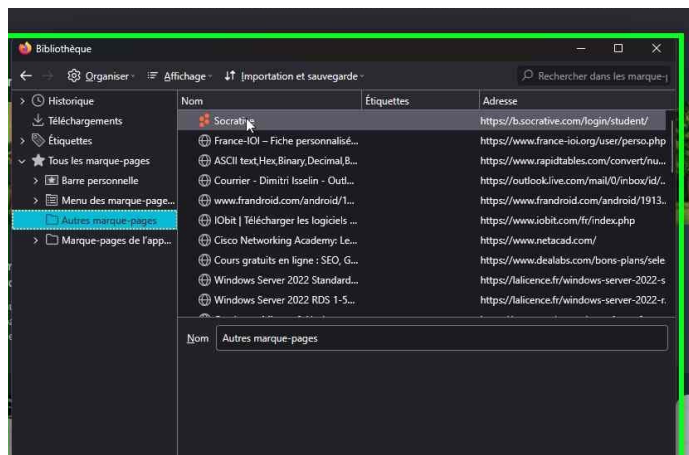 Bibliothèque
Organiser Affichage Importation et sauvegarde Rechercher dans les marque-p
Historique
Téléchargements
Étiquettes
Tous les marque-pages
Barre personnelle
Menu des marque-page...
Autres marque-pages
Marque-pages de l'app...
Nom Étiquettes Adresse
Socrative https://b.socrative.com/login/student/
France-IOI – Fiche personnalisé... https://www.france-ioi.org/user/perso.php
ASCII text,Hex,Binary,Decimal,B... https://www.rapidtables.com/convert/nu...
Courrier - Dimitri Isselin - Outl... https://outlook.live.com/mail/0/inbox/id/..
www.frandroid.com/android/1... https://www.frandroid.com/android/1913..
IObit | Télécharger les logiciels ... https://www.iobit.com/fr/index.php
Cisco Networking Academy: Le... https://www.netacad.com/
Cours gratuits en ligne : SEO, G... https://www.dealabs.com/bons-plans/sele
Windows Server 2022 Standard... https://lalicence.fr/windows-server-2022-s
Windows Server 2022 RDS 1-5... https://lalicence.fr/windows-server-2022-r.
Nom Autres marque-pages